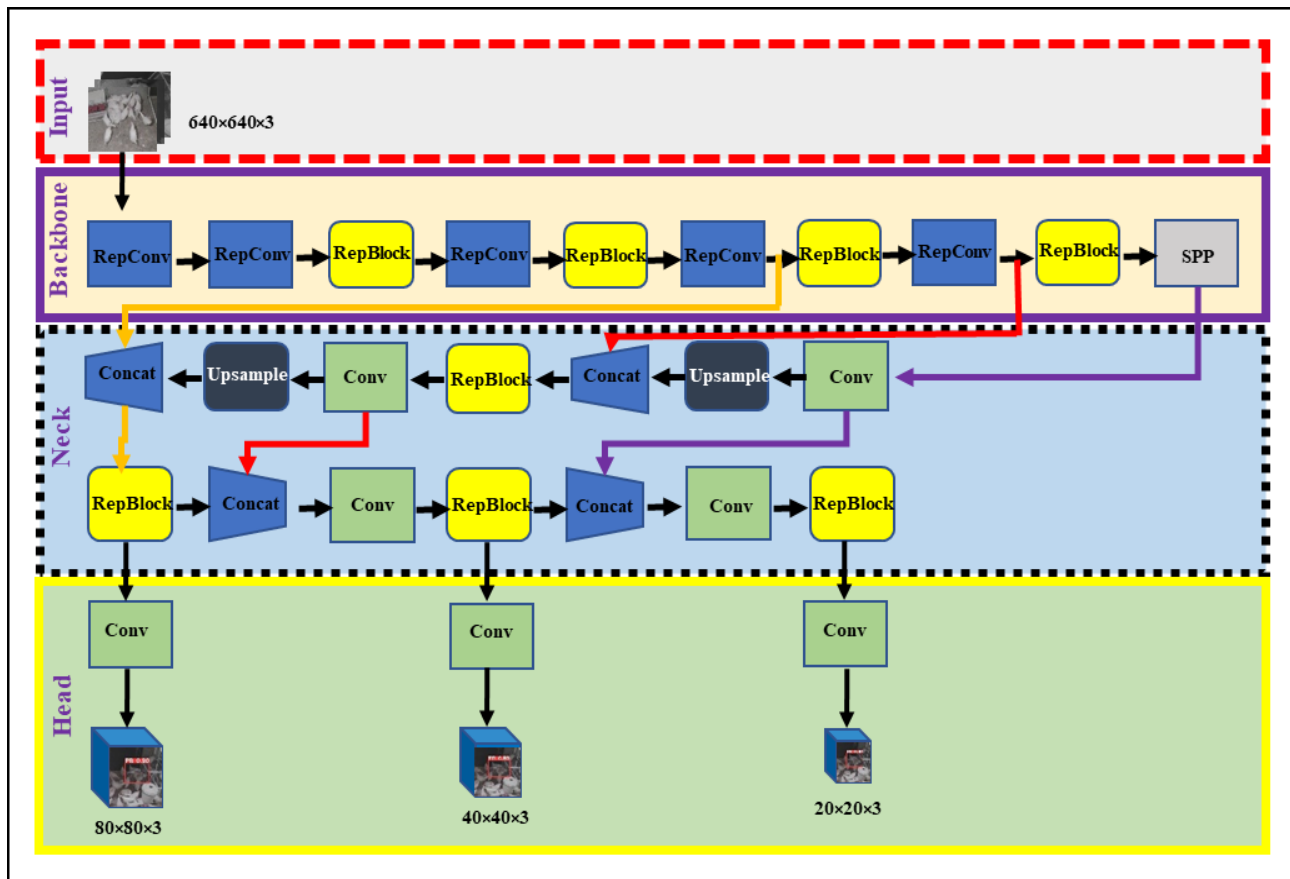 Input
640×640×3
Backbone
RepConv
RepConv
RepBlock
RepConv
RepBlock
RepConv
RepBlock
RepConv
RepBlock
SPP
Neck
Concat
Upsample
Conv
RepBlock
Concat
Upsample
Conv
RepBlock
Concat
Conv
RepBlock
Concat
Conv
RepBlock
Head
Conv
Conv
Conv
80×80×3
40×40×3
20×20×3